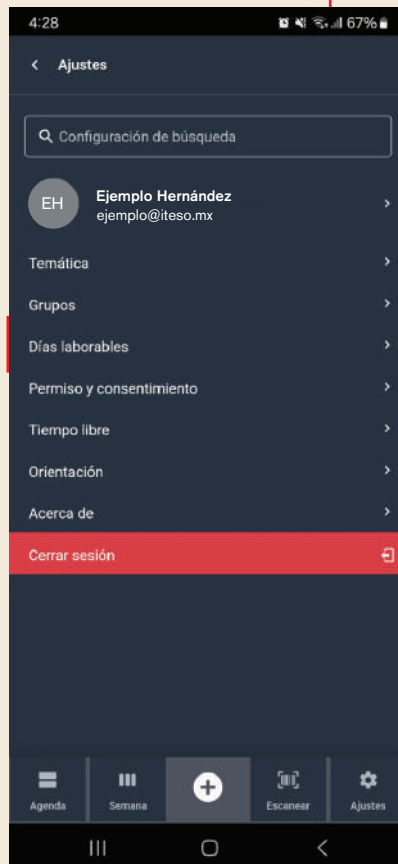 4:28 67%
Ajustes
Configuración de búsqueda
EH
Ejemplo Hernández
ejemplo@iteso.mx
Temática
Grupos
Días laborables
Permiso y consentimiento
Tiempo libre
Orientación
Acerca de
Cerrar sesión
Agenda Semana Escanear Ajustes